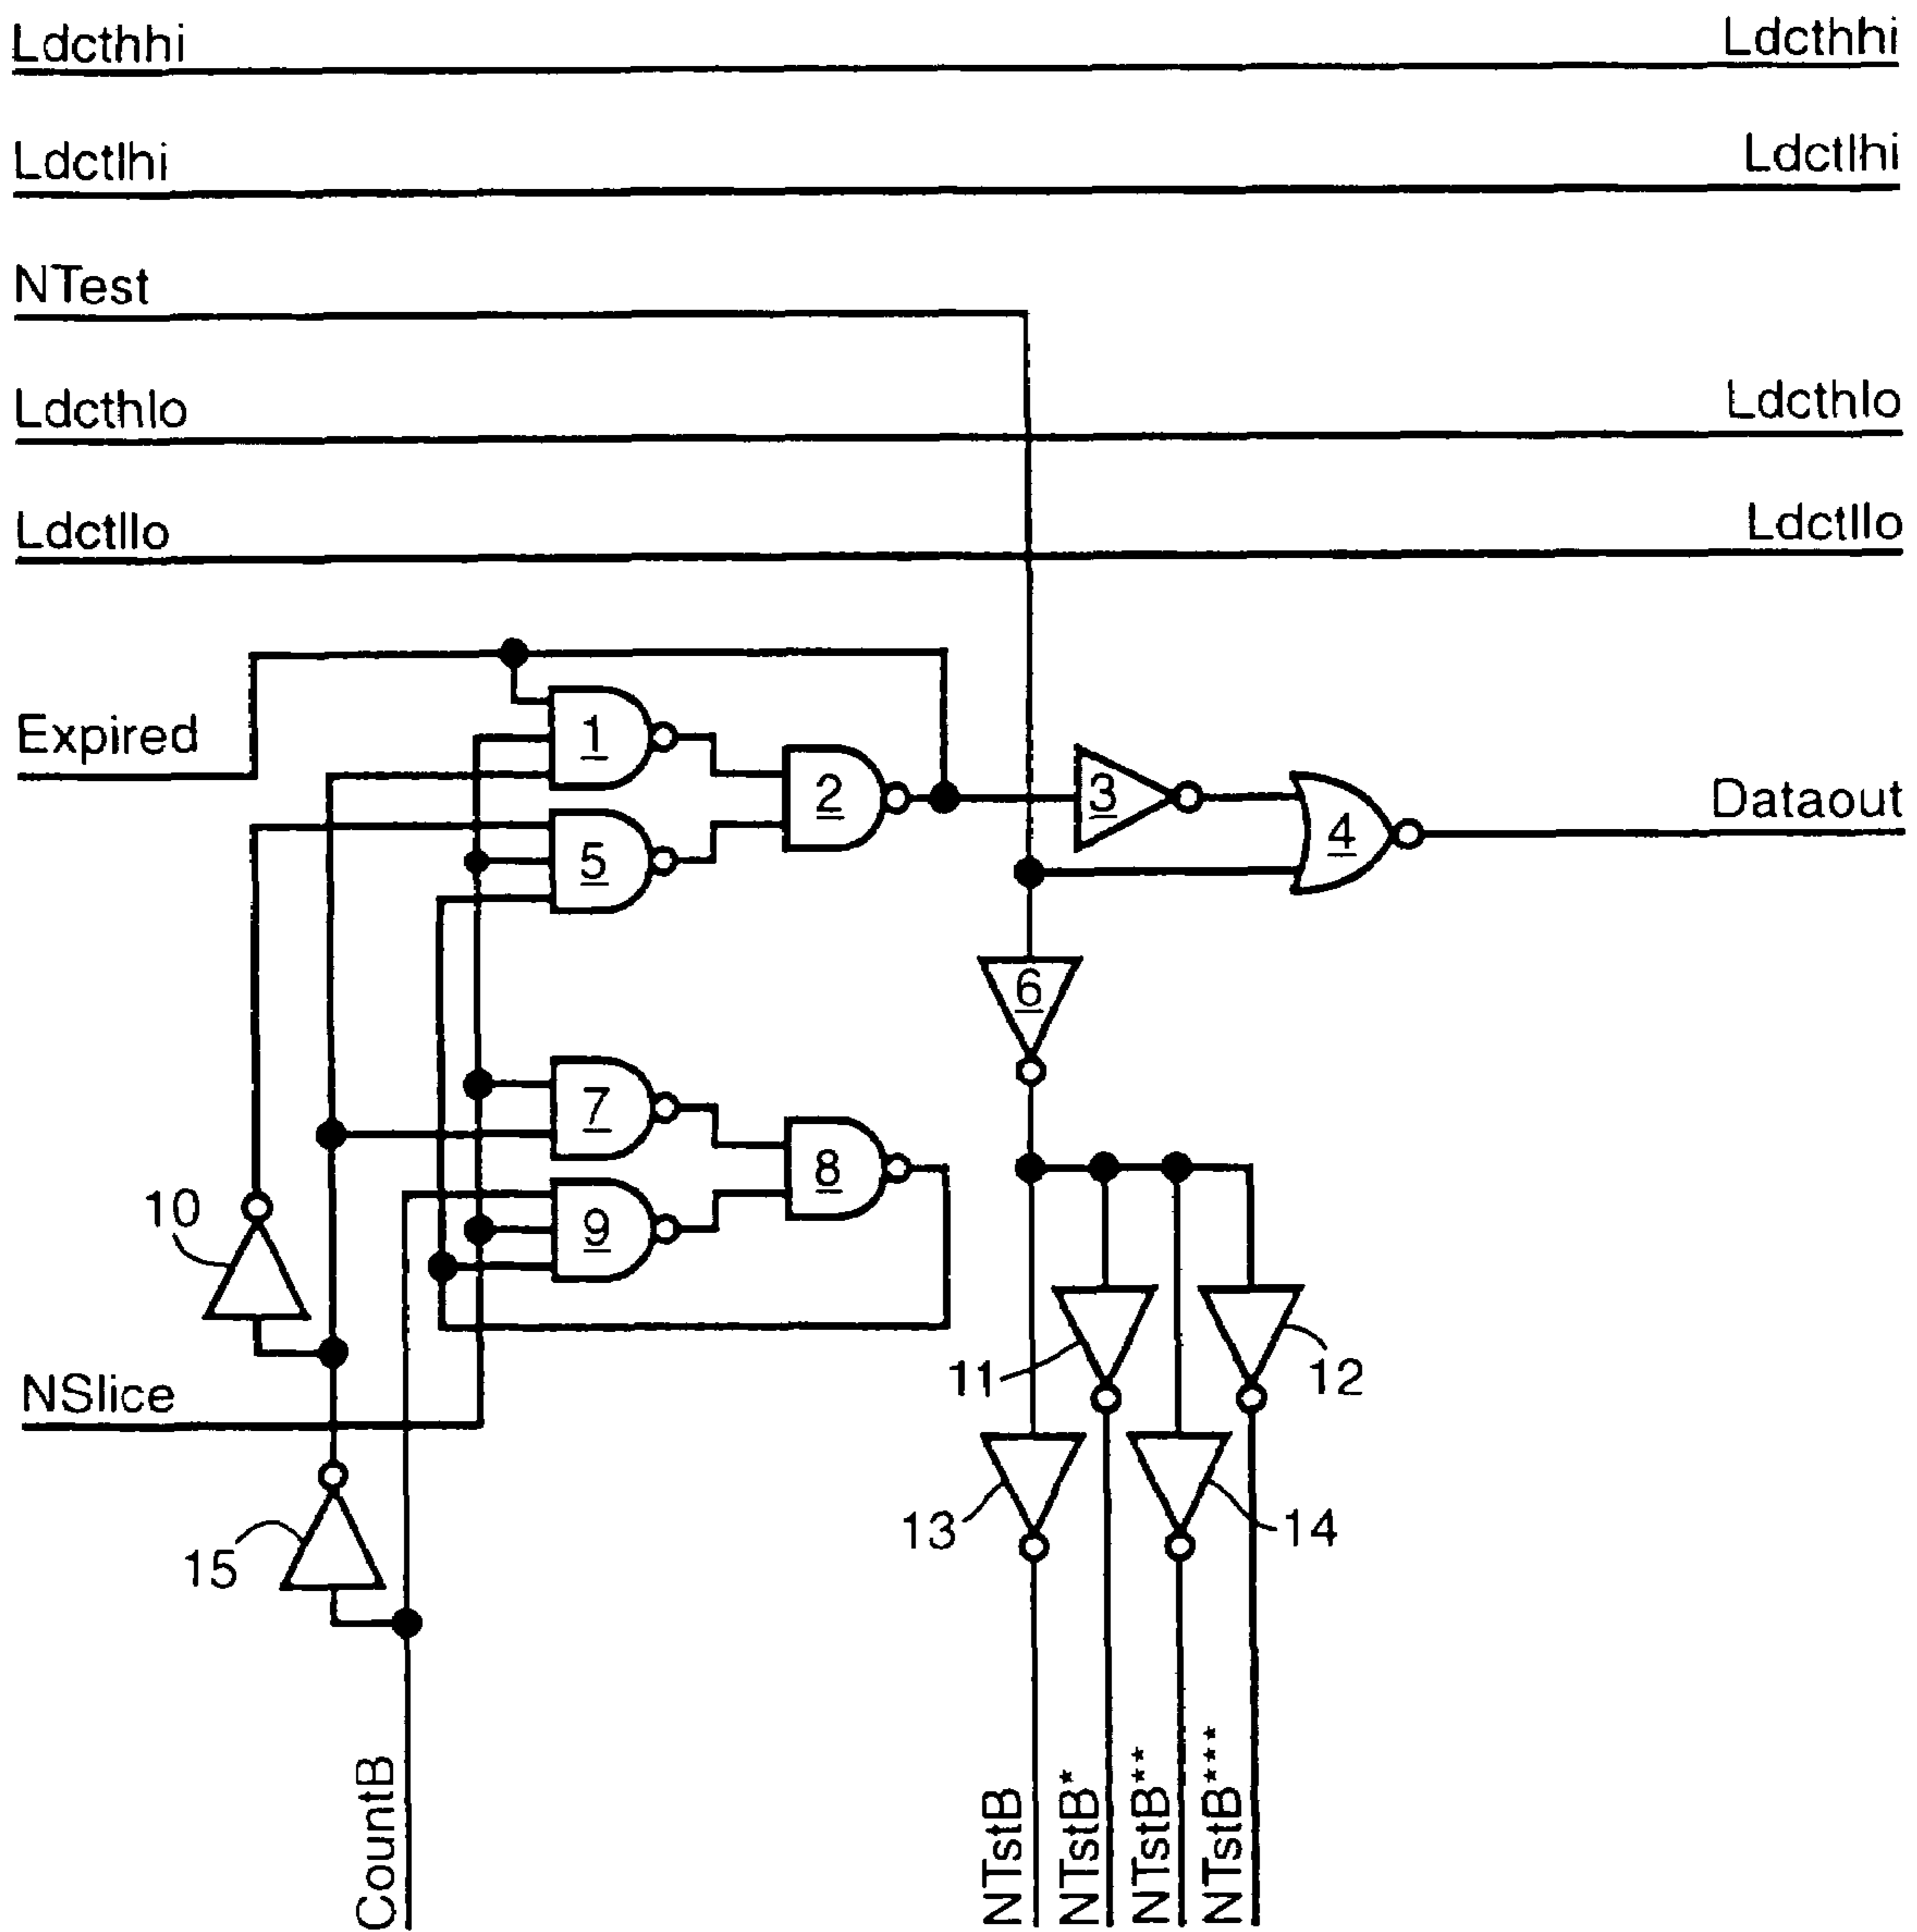 Ldcthhi Ldcthhi
Ldctlhi Ldctlhi
NTest
Ldcthlo Ldcthlo
Ldctllo Ldctllo
Expired
1
2
3
4
Dataout
5
6
7
8
9
10
NSlice
11
12
13
14
15
CountB
NTstB
NTstB*
NTstB**
NTstB****